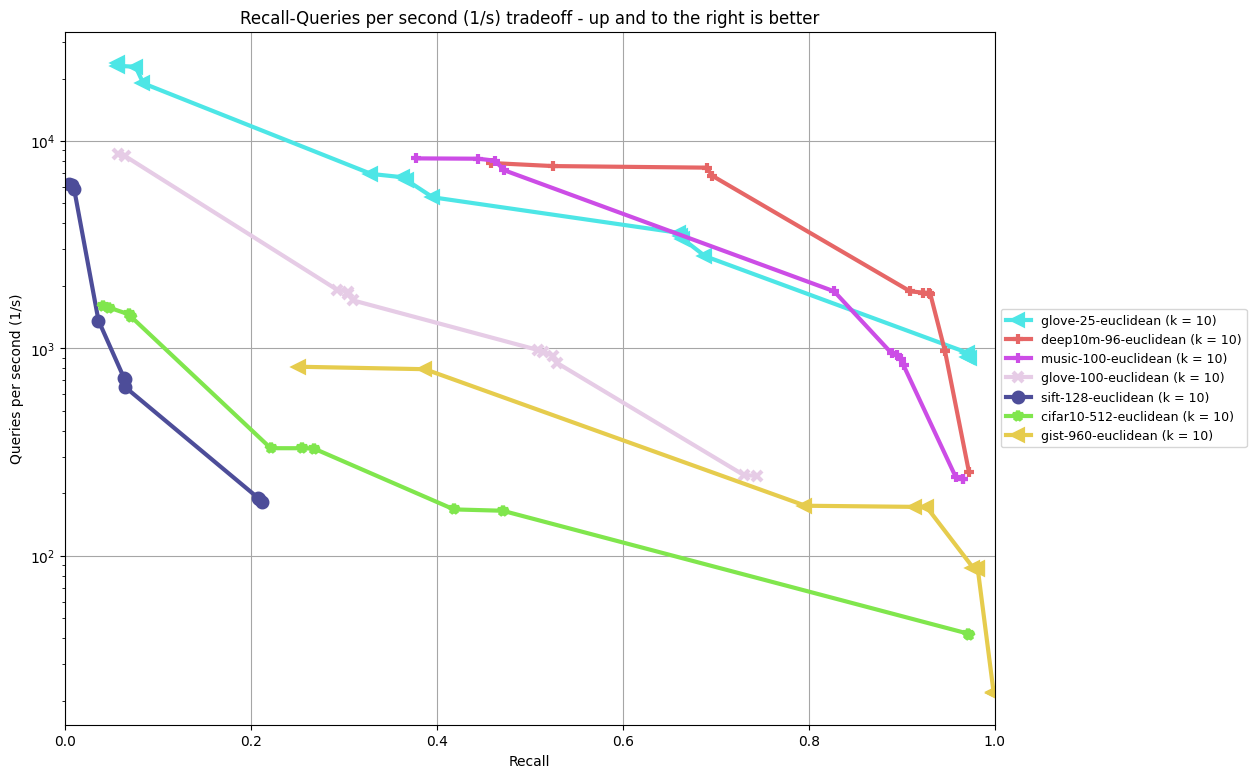 Recall-Queries per second (1/s) tradeoff - up and to the right is better
Queries per second (1/s)
10^4
10^3
10^2
0.0 0.2 0.4 0.6 0.8 1.0
Recall
glove-25-euclidean (k = 10)
deep10m-96-euclidean (k = 10)
music-100-euclidean (k = 10)
glove-100-euclidean (k = 10)
sift-128-euclidean (k = 10)
cifar10-512-euclidean (k = 10)
gist-960-euclidean (k = 10)